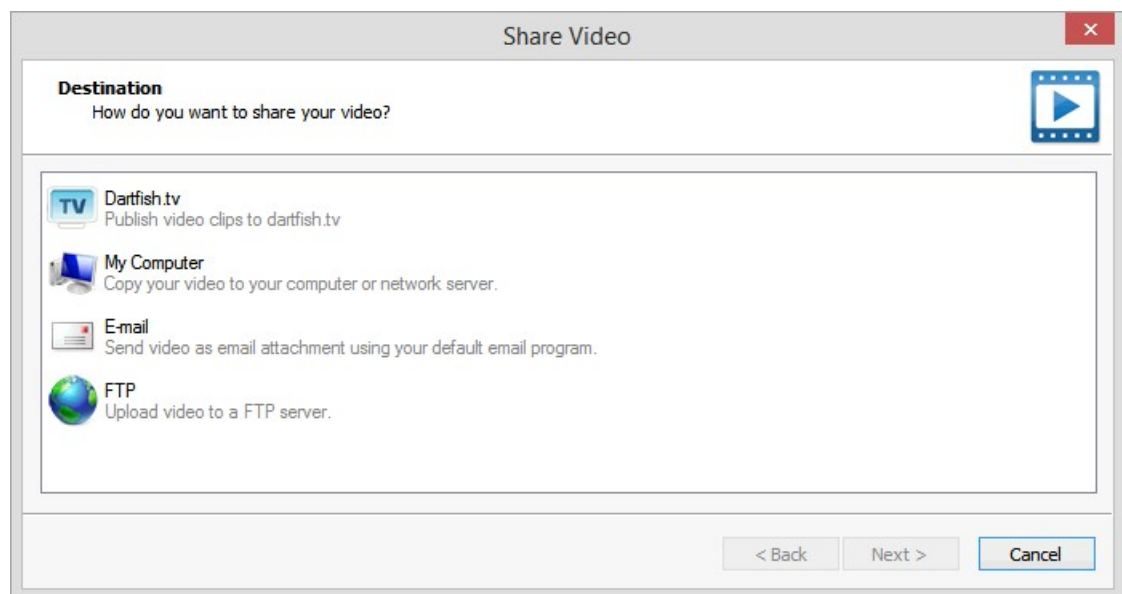 Share Video
Destination
How do you want to share your video?
TV
Dartfish.tv
Publish video clips to dartfish.tv
My Computer
Copy your video to your computer or network server.
E-mail
Send video as email attachment using your default email program.
FTP
Upload video to a FTP server.
< Back Next > Cancel